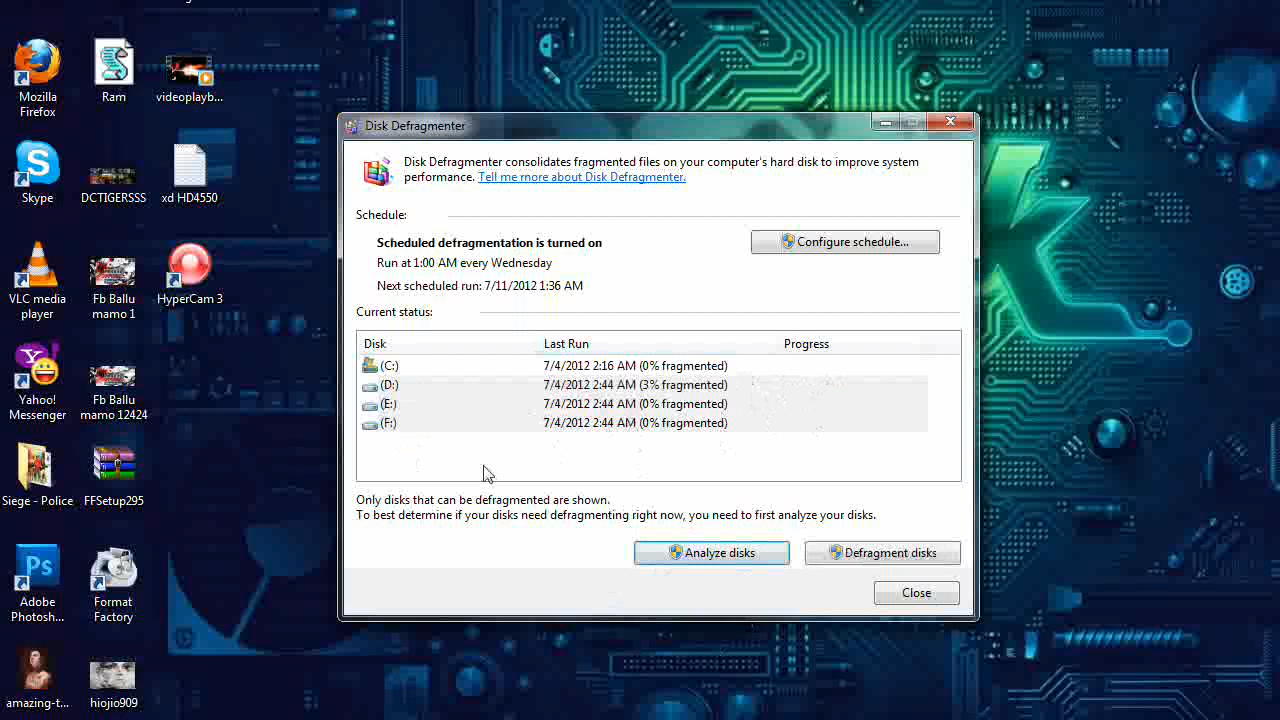 Mozilla
Firefox
Ram
videoplayb...
Skype
DCTIGERSSS
xd HD4550
VLC media
player
Fb Ballu
mamo 1
HyperCam 3
Yahoo!
Messenger
Fb Ballu
mamo 12424
Siege - Police
FFSetup295
Ps
Adobe
Photosh...
Format
Factory
amazing-t...
hiojio909
Disk Defragmenter
Disk Defragmenter consolidates fragmented files on your computer's hard disk to improve system
performance. Tell me more about Disk Defragmenter.
Schedule:
Scheduled defragmentation is turned on
Configure schedule...
Run at 1:00 AM every Wednesday
Next scheduled run: 7/11/2012 1:36 AM
Current status:
Disk Last Run Progress
(C:) 7/4/2012 2:16 AM (0% fragmented)
(D:) 7/4/2012 2:44 AM (3% fragmented)
(E:) 7/4/2012 2:44 AM (0% fragmented)
(F:) 7/4/2012 2:44 AM (0% fragmented)
Only disks that can be defragmented are shown.
To best determine if your disks need defragmenting right now, you need to first analyze your disks.
Analyze disks Defragment disks
Close